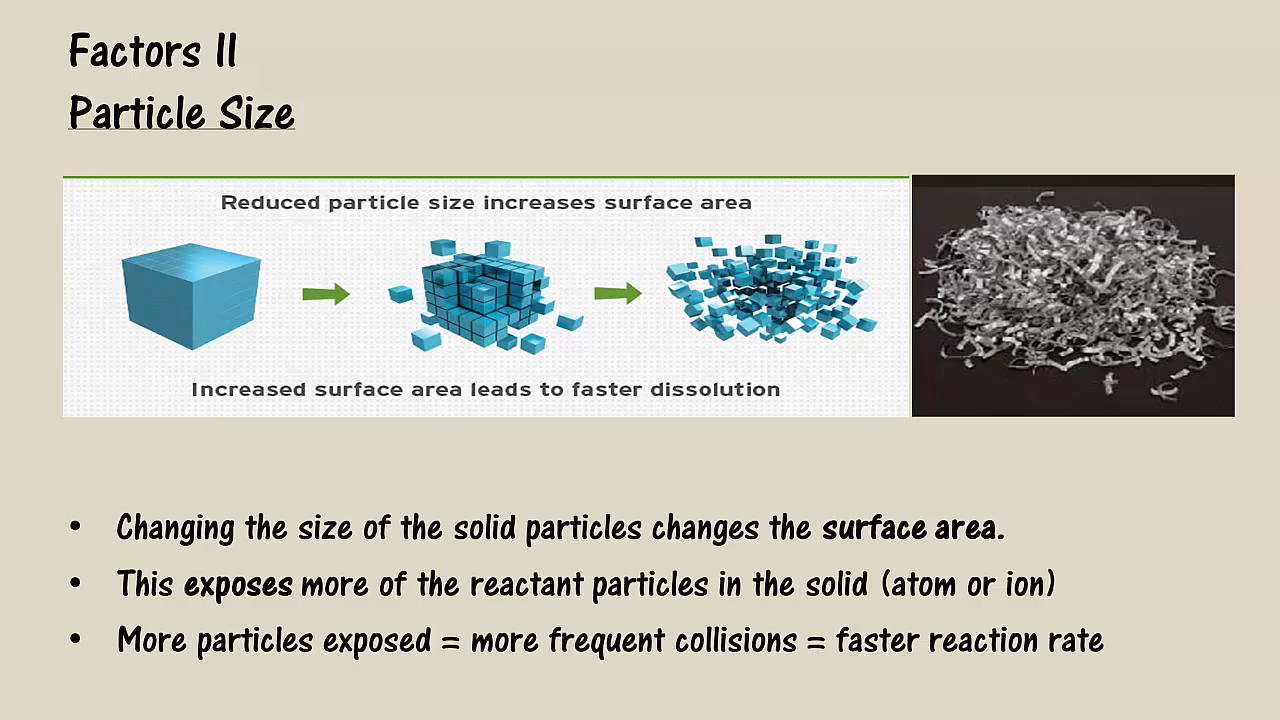 Factors II
Particle Size
Reduced particle size increases surface area
Increased surface area leads to faster dissolution
• Changing the size of the solid particles changes the surface area.
• This exposes more of the reactant particles in the solid (atom or ion)
• More particles exposed = more frequent collisions = faster reaction rate